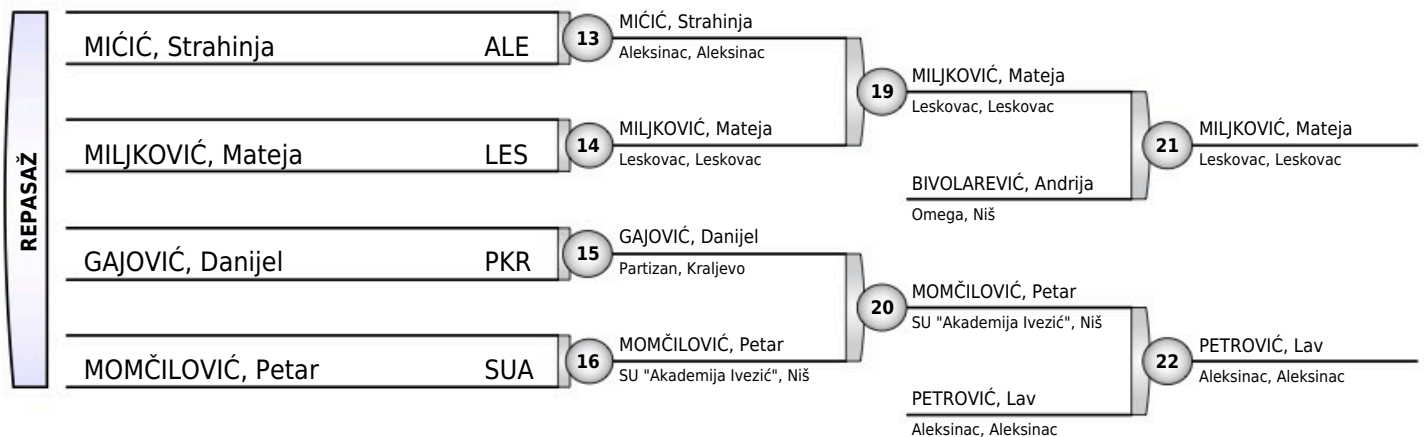 REPASAŽ
MIĆIĆ, Strahinja ALE
13
MIĆIĆ, Strahinja
Aleksinac, Aleksinac
19
MILJKOVIĆ, Mateja
Leskovac, Leskovac
MILJKOVIĆ, Mateja LES
14
MILJKOVIĆ, Mateja
Leskovac, Leskovac
21
MILJKOVIĆ, Mateja
Leskovac, Leskovac
BIVOLAREVIĆ, Andrija
Omega, Niš
GAJOVIĆ, Danijel PKR
15
GAJOVIĆ, Danijel
Partizan, Kraljevo
20
MOMČILOVIĆ, Petar
SU "Akademija Ivezić", Niš
MOMČILOVIĆ, Petar SUA
16
MOMČILOVIĆ, Petar
SU "Akademija Ivezić", Niš
22
PETROVIĆ, Lav
Aleksinac, Aleksinac
PETROVIĆ, Lav
Aleksinac, Aleksinac